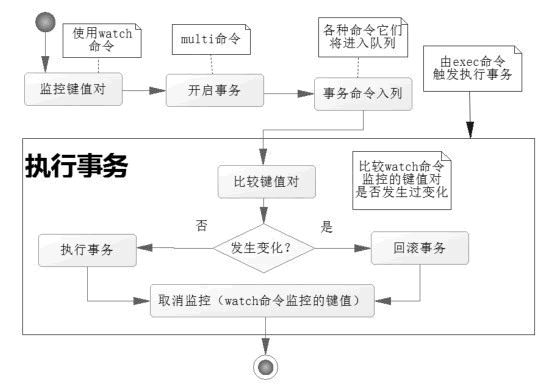 使用watch
命令
multi命令
各种命令它们
将进入队列
由exec命令
触发执行事务
监控键值对
开启事务
事务命令入列
执行事务
比较键值对
比较watch命令
监控的键值对
是否发生过变化
否
发生变化？
是
执行事务
回滚事务
取消监控（watch命令监控的键值）